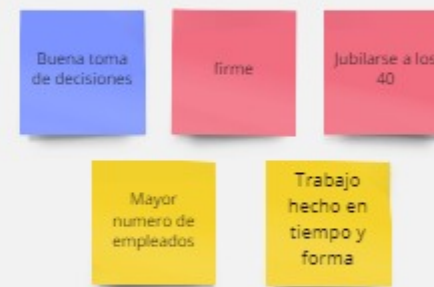 Buena toma
de decisiones
firme
Jubilarse a los
40
Mayor
numero de
empleados
Trabajo
hecho en
tiempo y
forma